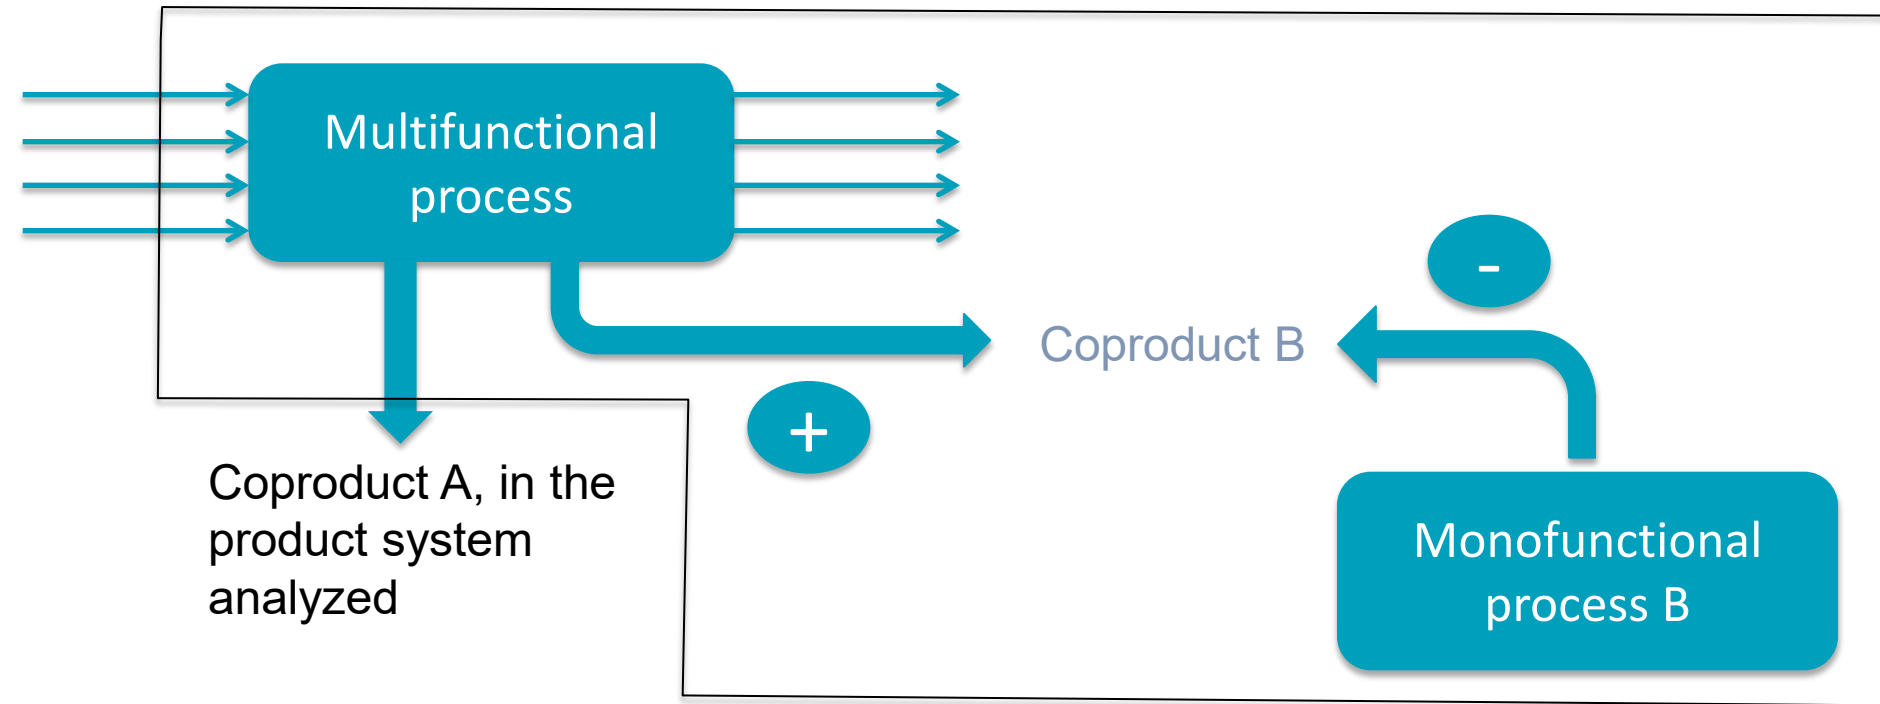 Multifunctional
process
-
Coproduct B
+
Coproduct A, in the
product system
analyzed
Monofunctional
process B